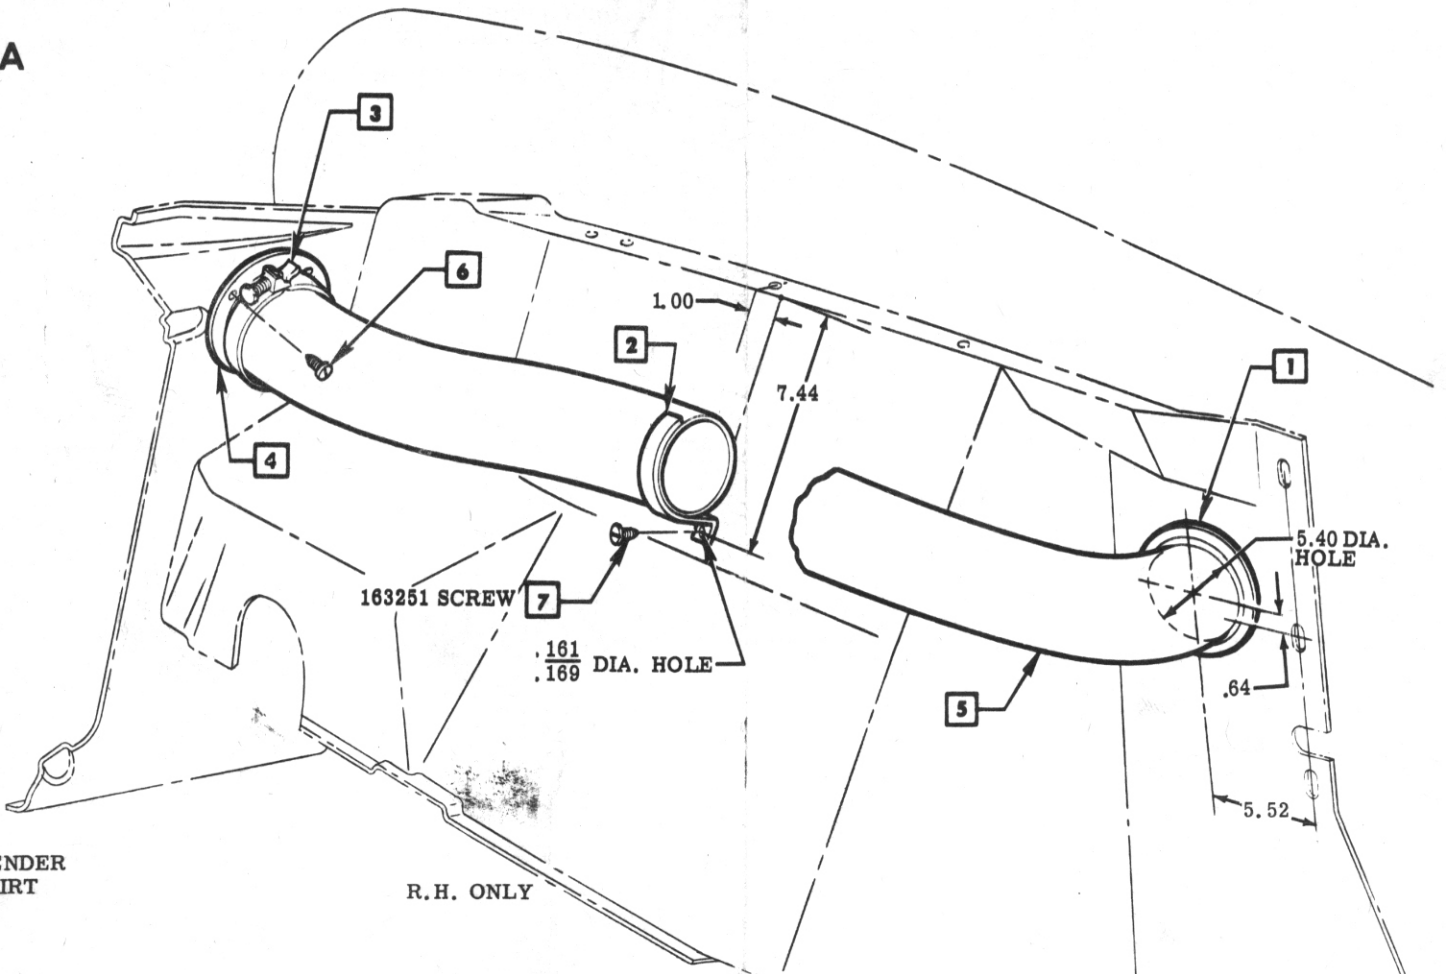 A
3
6
1.00
2
7.44
1
4
5.40 DIA.
HOLE
163251 SCREW 7
.161
.169 DIA. HOLE
.64
5
5.52
ENDER
IRT
R.H. ONLY